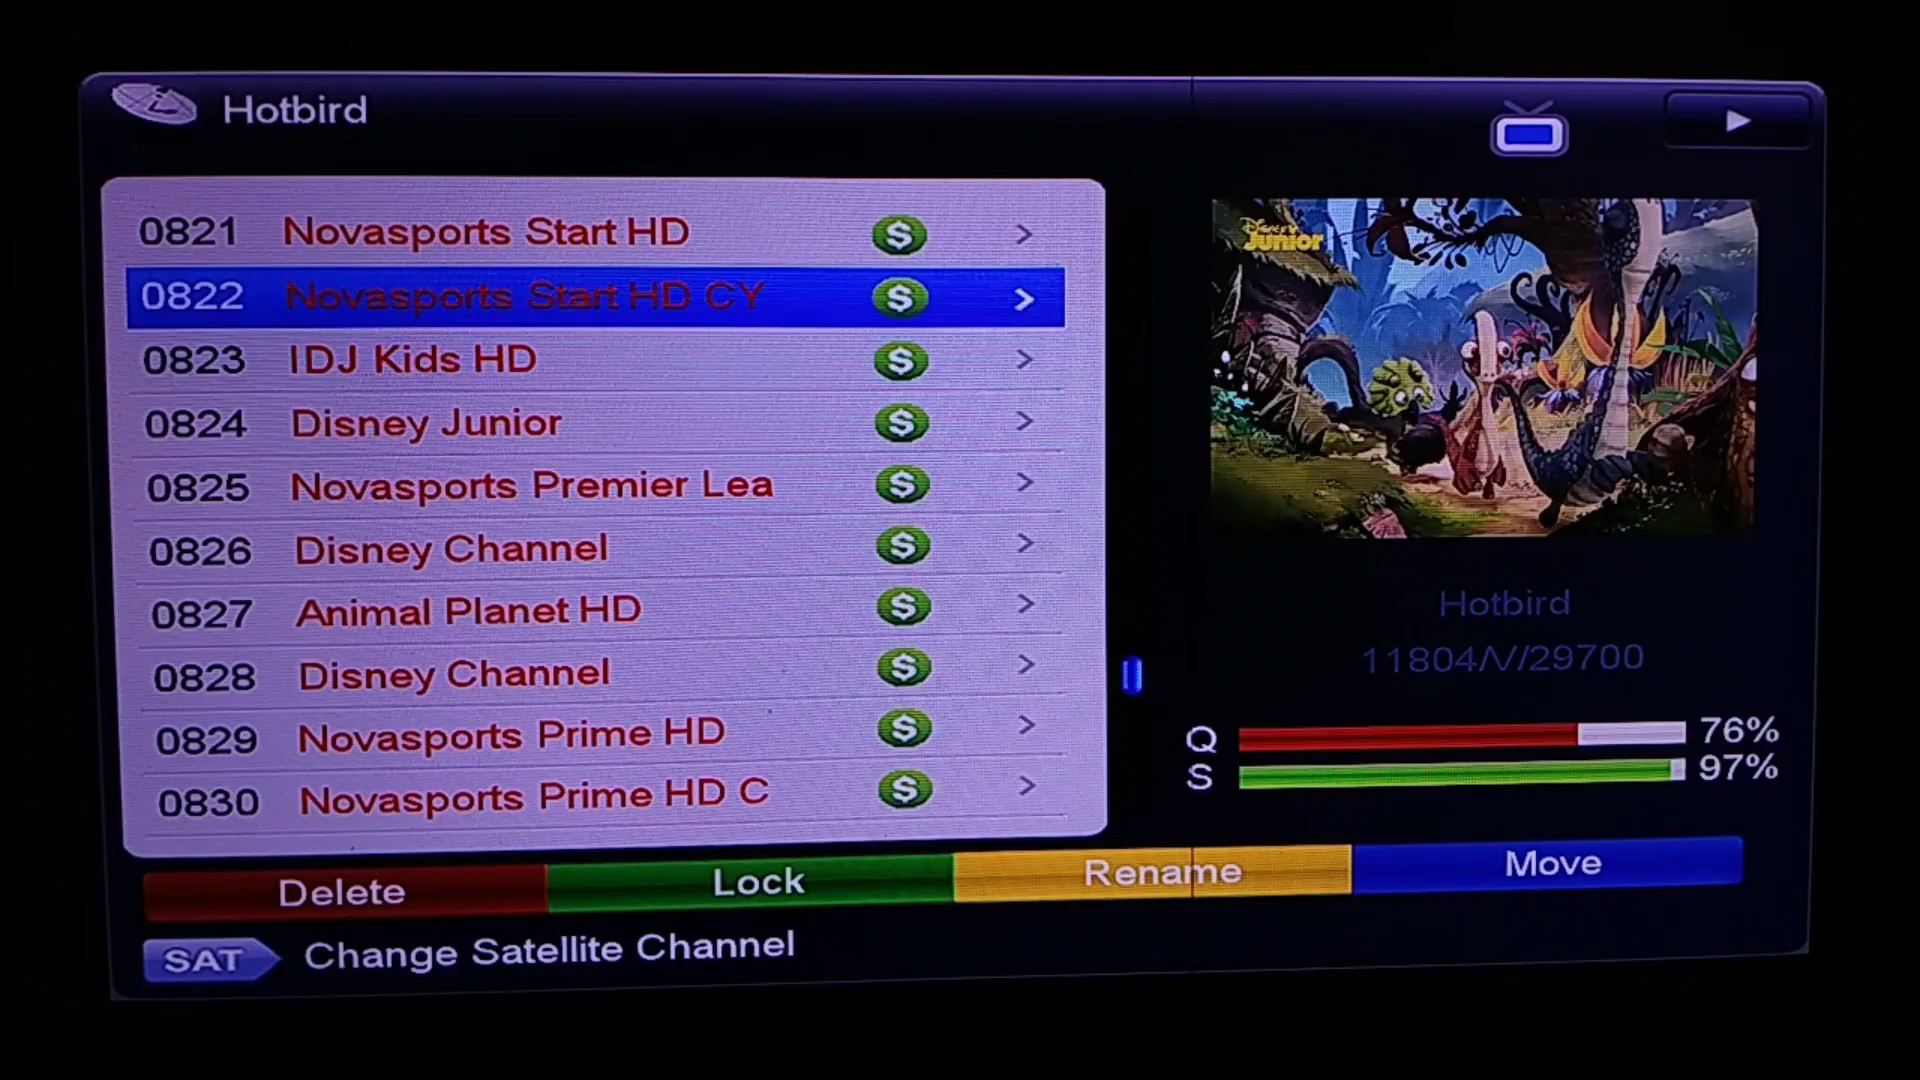 Hotbird
0821 Novasports Start HD $ >
0822 Novasports Start HD CY $ >
0823 IDJ Kids HD $ >
0824 Disney Junior $ >
0825 Novasports Premier Lea $ >
0826 Disney Channel $ >
0827 Animal Planet HD $ >
0828 Disney Channel $ >
0829 Novasports Prime HD $ >
0830 Novasports Prime HD C $ >
Disney Junior
Hotbird
11804/V/29700
Q 76%
S 97%
Delete Lock Rename Move
SAT Change Satellite Channel